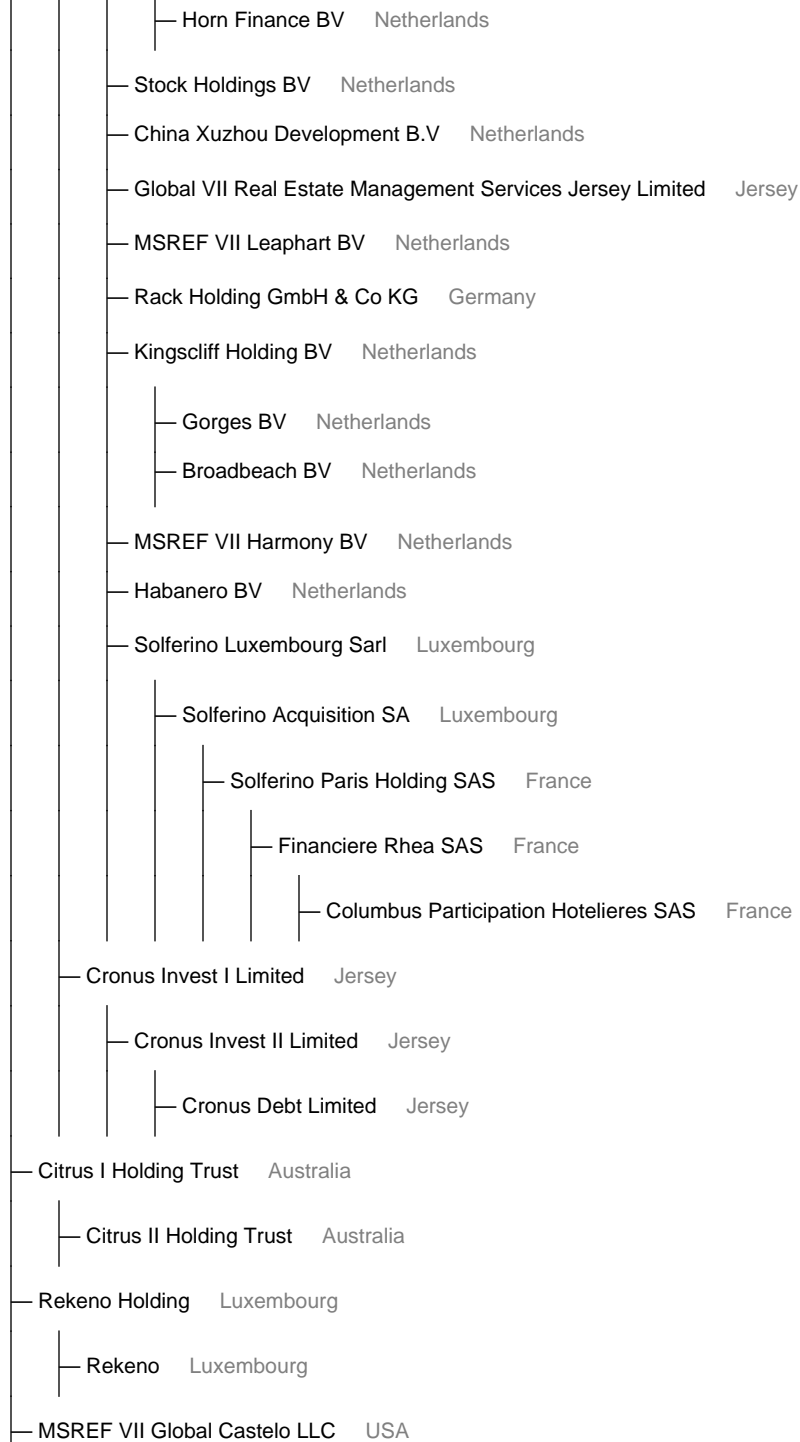 Horn Finance BV Netherlands
Stock Holdings BV Netherlands
China Xuzhou Development B.V Netherlands
Global VII Real Estate Management Services Jersey Limited Jersey
MSREF VII Leaphart BV Netherlands
Rack Holding GmbH & Co KG Germany
Kingscliff Holding BV Netherlands
Gorges BV Netherlands
Broadbeach BV Netherlands
MSREF VII Harmony BV Netherlands
Habanero BV Netherlands
Solferino Luxembourg Sarl Luxembourg
Solferino Acquisition SA Luxembourg
Solferino Paris Holding SAS France
Financiere Rhea SAS France
Columbus Participation Hotelieres SAS France
Cronus Invest I Limited Jersey
Cronus Invest II Limited Jersey
Cronus Debt Limited Jersey
Citrus I Holding Trust Australia
Citrus II Holding Trust Australia
Rekeno Holding Luxembourg
Rekeno Luxembourg
MSREF VII Global Castelo LLC USA